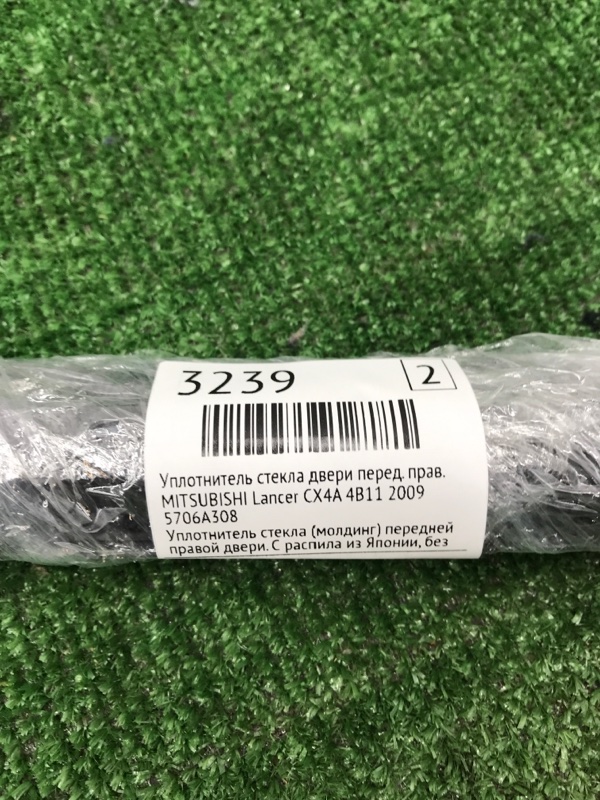 3239
2
Уплотнитель стекла двери перед. прав.
MITSUBISHI Lancer CX4A 4B11 2009
5706A308
Уплотнитель стекла (молдинг) передней
правой двери. С распила из Японии, без